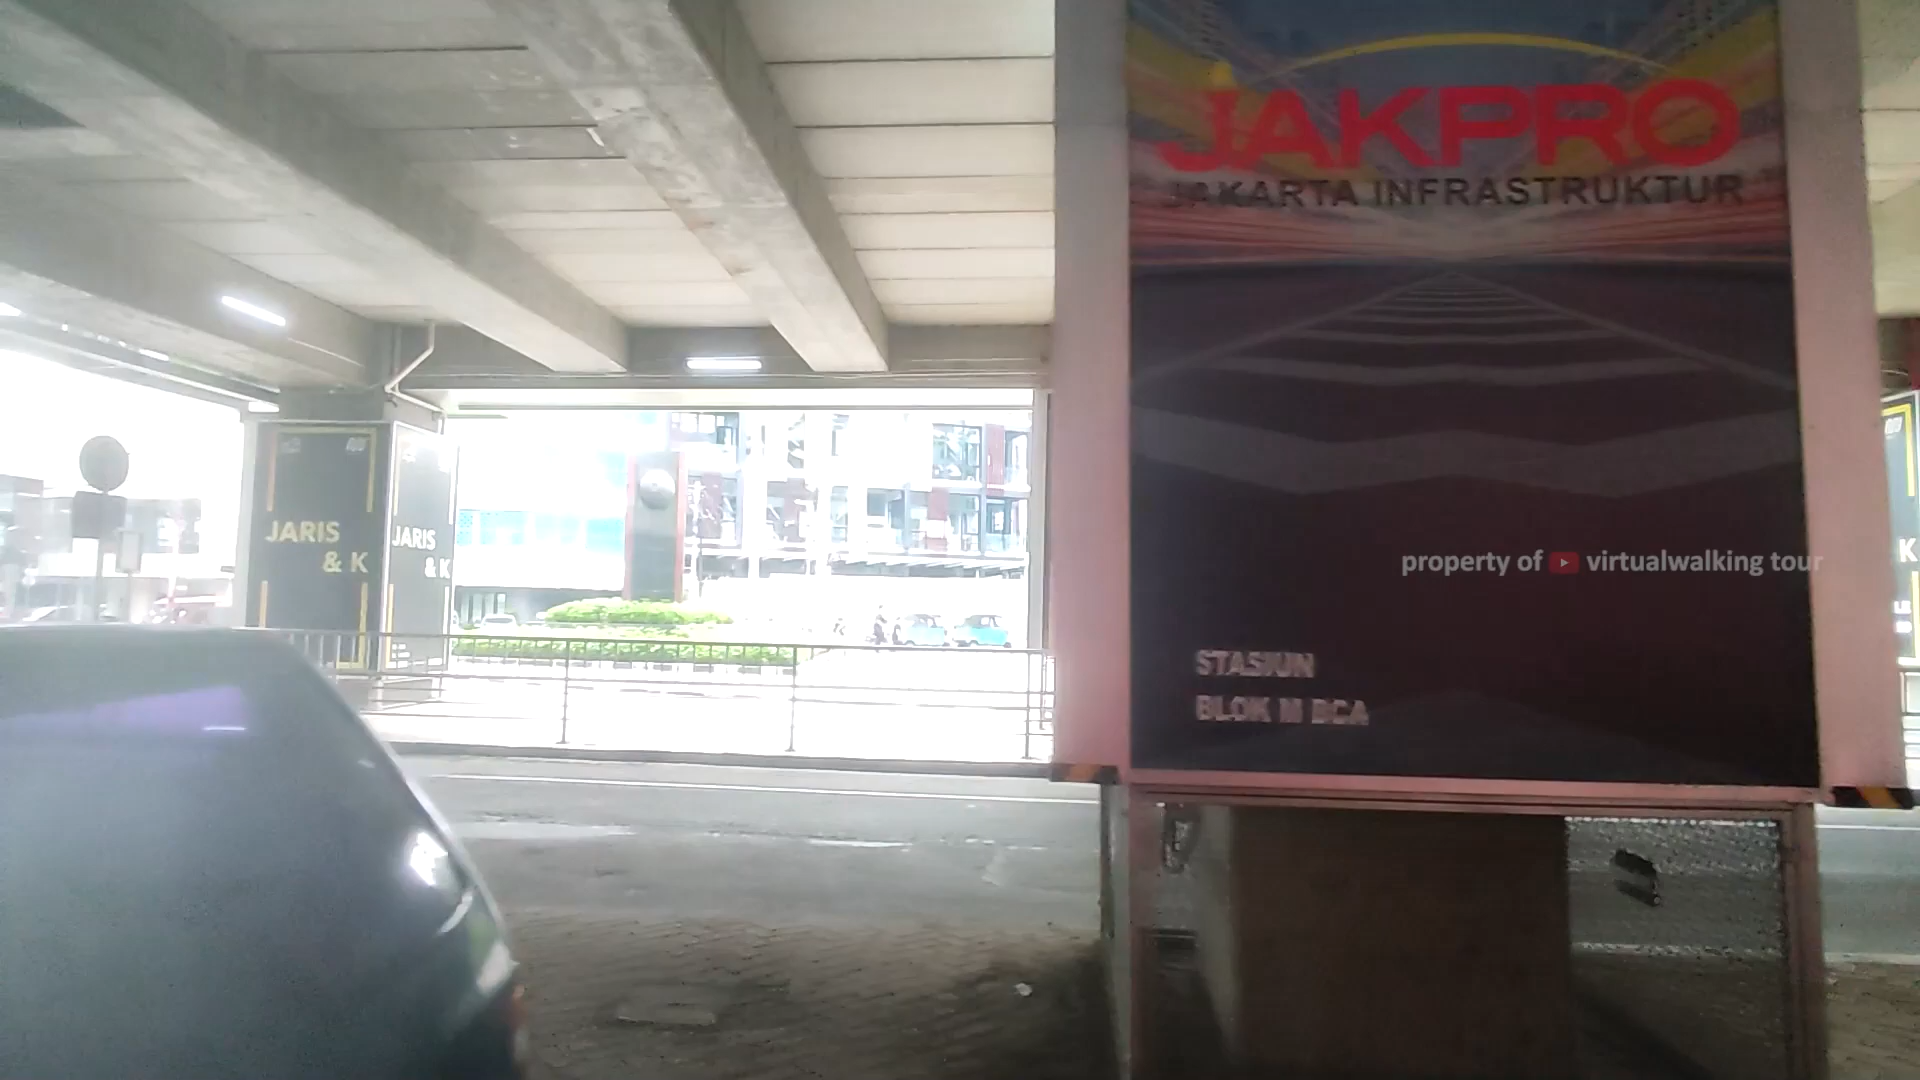 JAKPRO
JAKARTA INFRASTRUKTUR
JARIS
& K
JARIS
& K
property of virtualwalking tour
STASIUN
BLOK M BCA
K